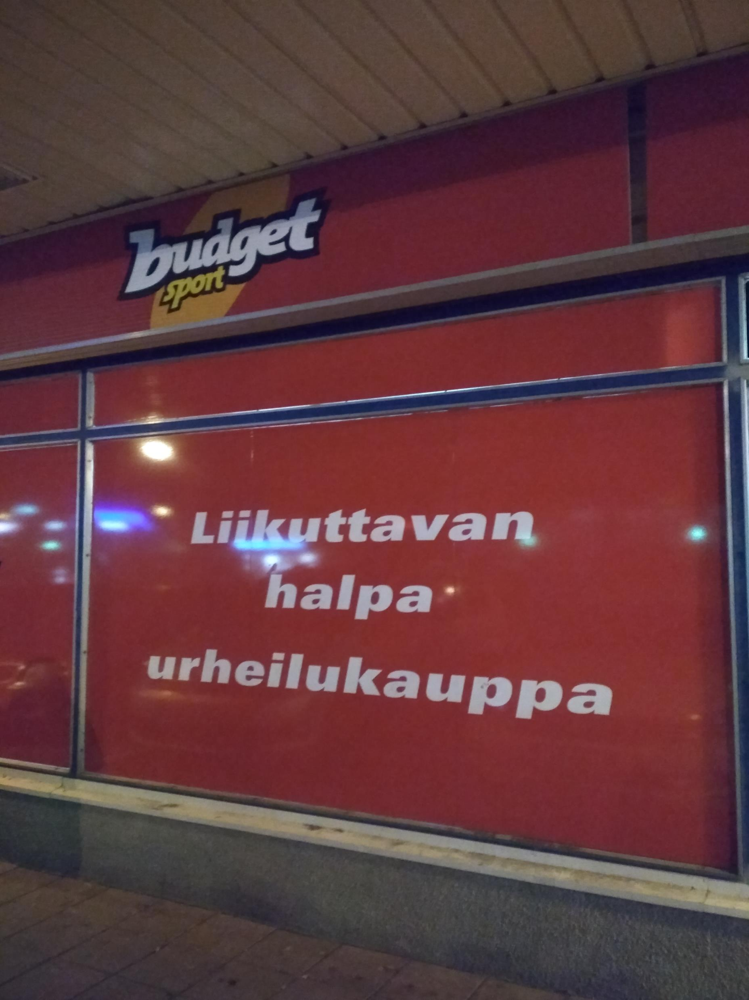 budget
sport
Liikuttavan
halpa
urheilukauppa